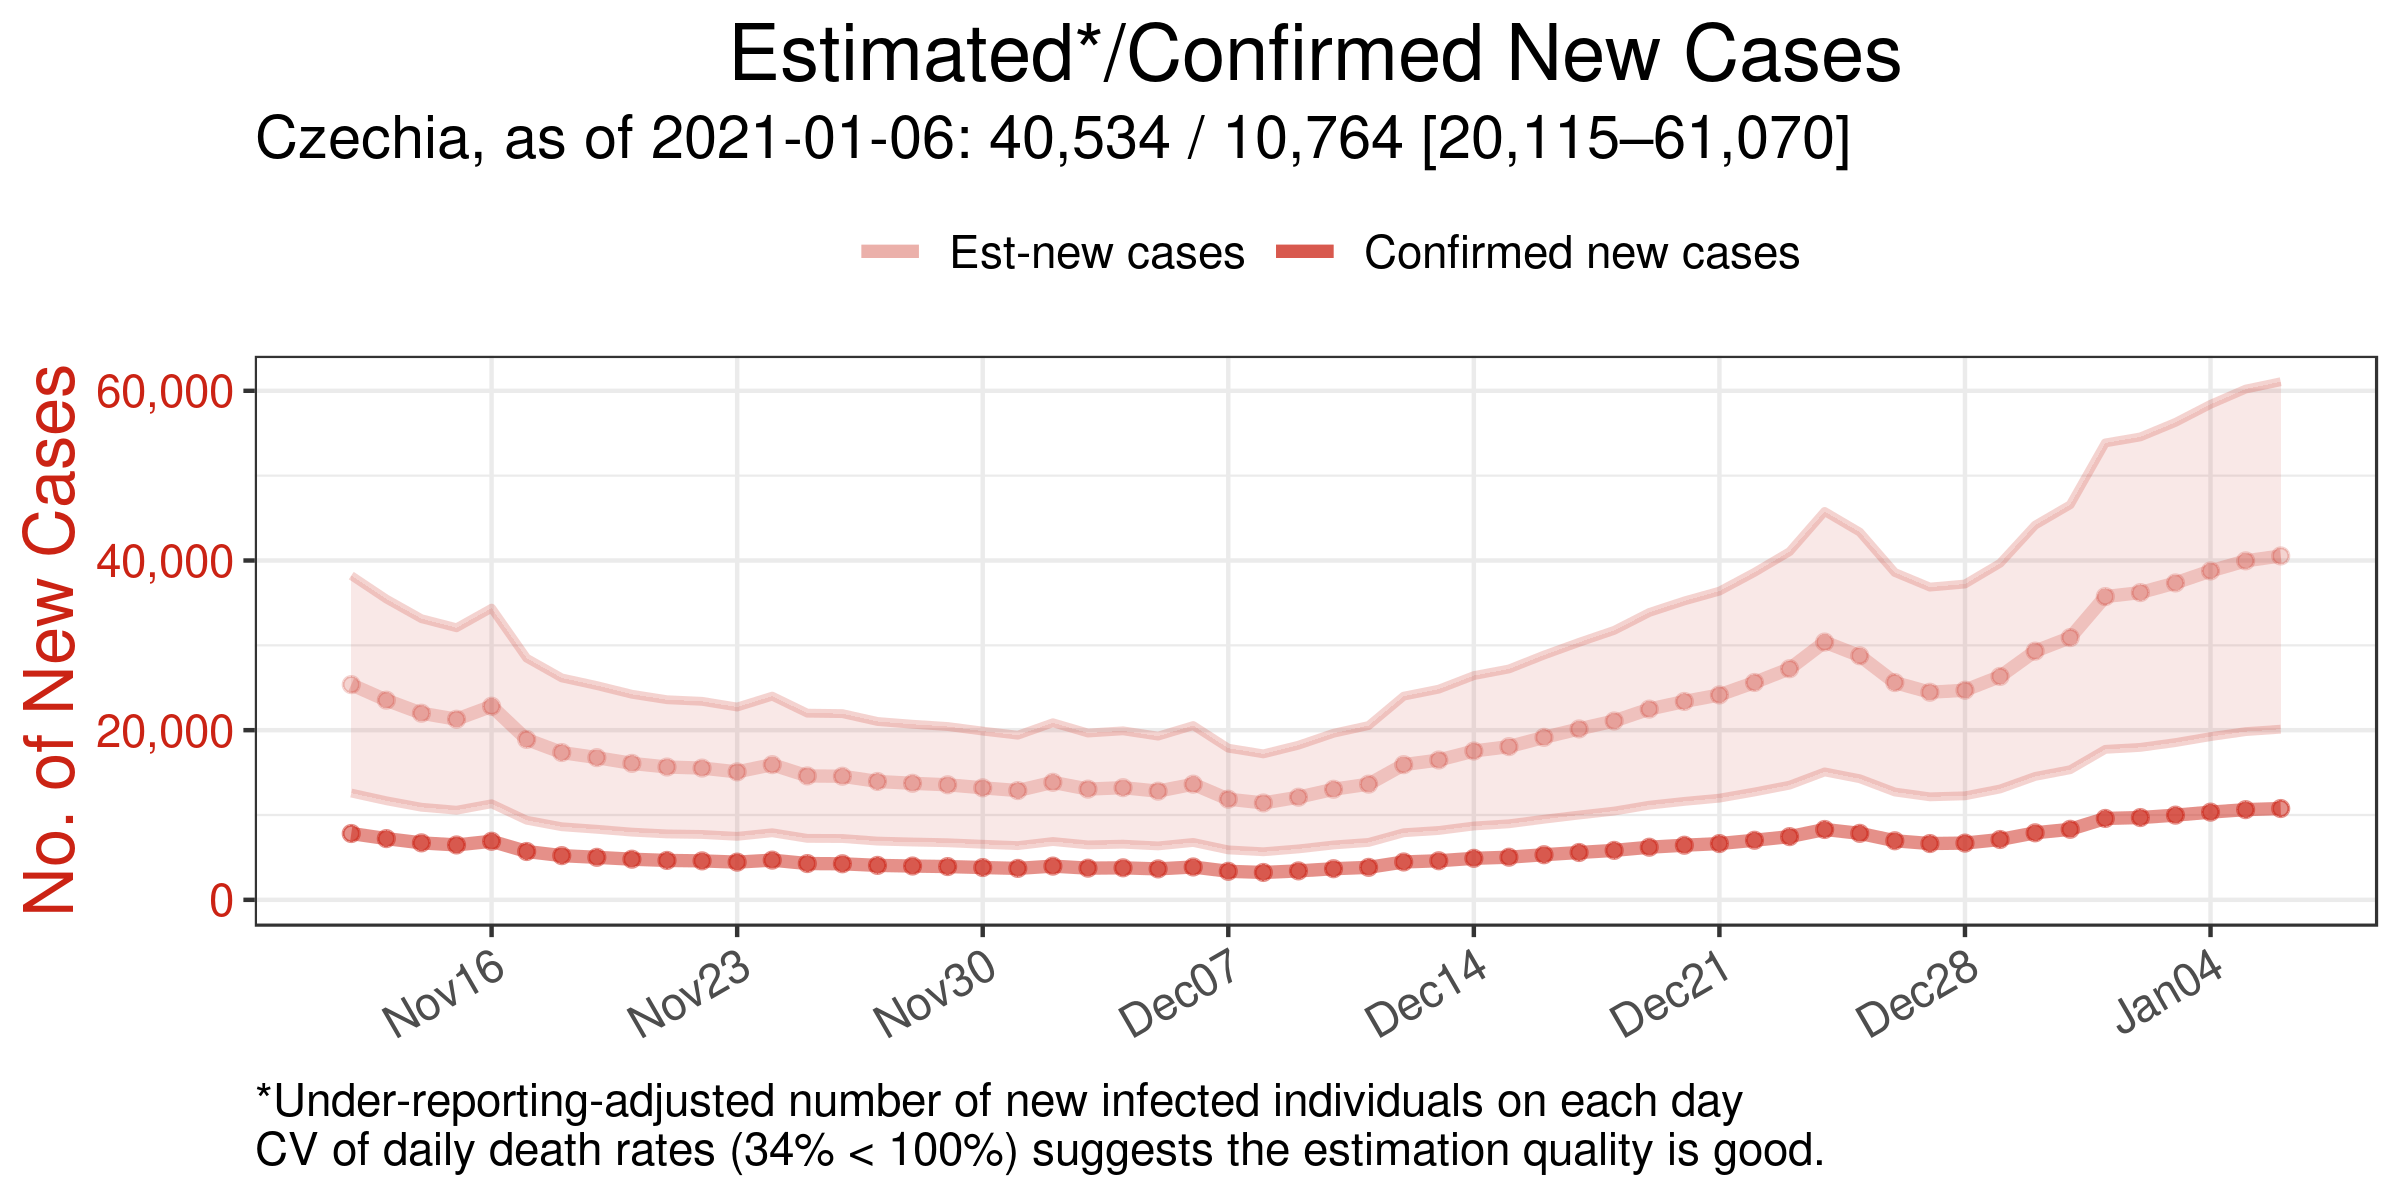 Estimated*/Confirmed New Cases
Czechia, as of 2021-01-06: 40,534 / 10,764 [20,115–61,070]
Est-new cases
Confirmed new cases
No. of New Cases
60,000
40,000
20,000
0
Nov16
Nov23
Nov30
Dec07
Dec14
Dec21
Dec28
Jan04
*Under-reporting-adjusted number of new infected individuals on each day
CV of daily death rates (34% < 100%) suggests the estimation quality is good.